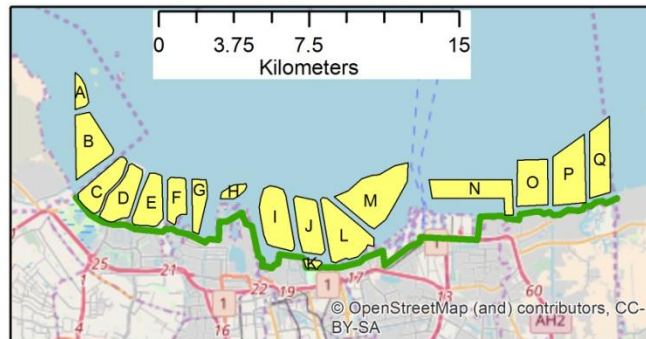 0 3.75 7.5 15
Kilometers
A
B
C D E F G H I J K L M N O P Q
1
25
21
22
19
1
17
16
1
13
60
AH2
© OpenStreetMap (and) contributors, CC-
BY-SA